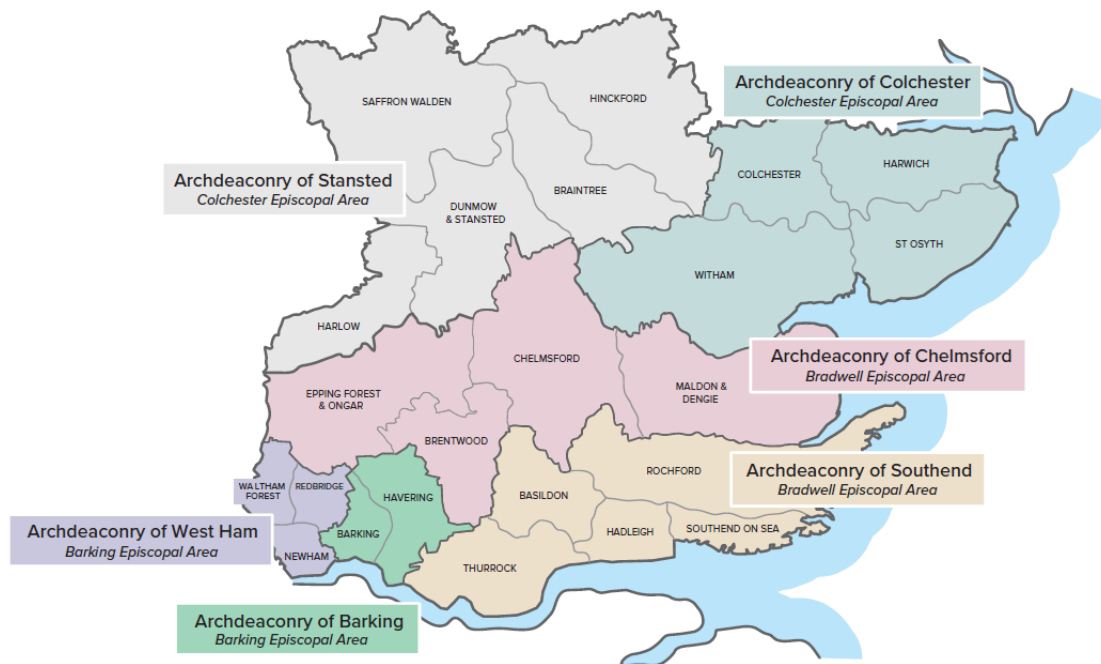 SAFFRON WALDEN
HINCKFORD
Archdeaconry of Colchester
Colchester Episcopal Area
COLCHESTER
HARWICH
Archdeaconry of Stansted
Colchester Episcopal Area
BRAINTREE
DUNMOW
& STANSTED
ST OSYTH
WITHAM
HARLOW
CHELMSFORD
Archdeaconry of Chelmsford
Bradwell Episcopal Area
MALDON &
DENGIE
EPPING FOREST
& ONGAR
BRENTWOOD
ROCHFORD
Archdeaconry of Southend
Bradwell Episcopal Area
WALTHAM
FOREST
REDBRIDGE
HAVERING
BASILDON
Archdeaconry of West Ham
Barking Episcopal Area
NEWHAM
BARKING
HADLEIGH
SOUTHEND ON SEA
THURROCK
Archdeaconry of Barking
Barking Episcopal Area